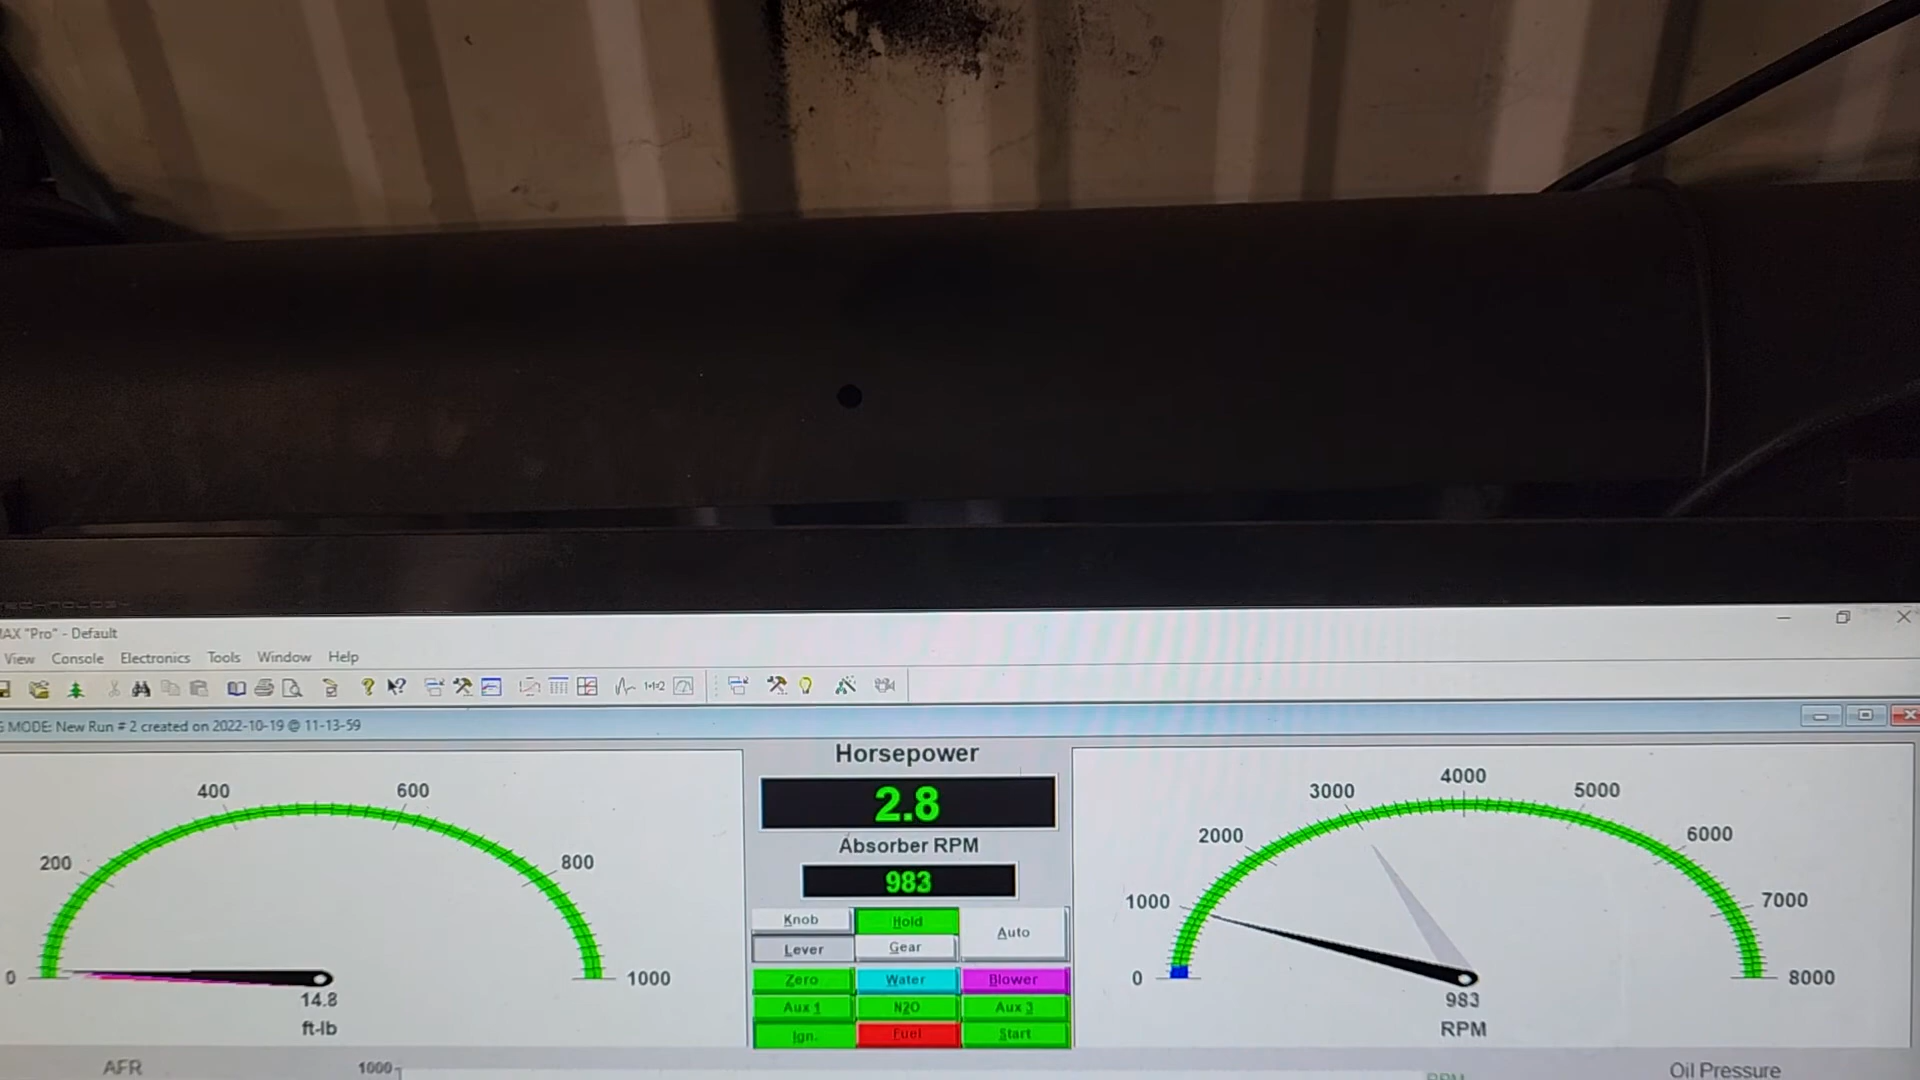 TECHNOLOGY
MAX "Pro" - Default
View Console Electronics Tools Window Help
MODE: New Run # 2 created on 2022-10-19 @ 11-13-59
Horsepower
2.8
Absorber RPM
983
Knob
Hold
Auto
Lever
Gear
Zero
Water
Blower
Aux 1
N2O
Aux 3
Ign.
Fuel
Start
0
200
400
600
800
1000
14.8
ft-lb
0
1000
2000
3000
4000
5000
6000
7000
8000
983
RPM
AFR
1000
RPM
Oil Pressure